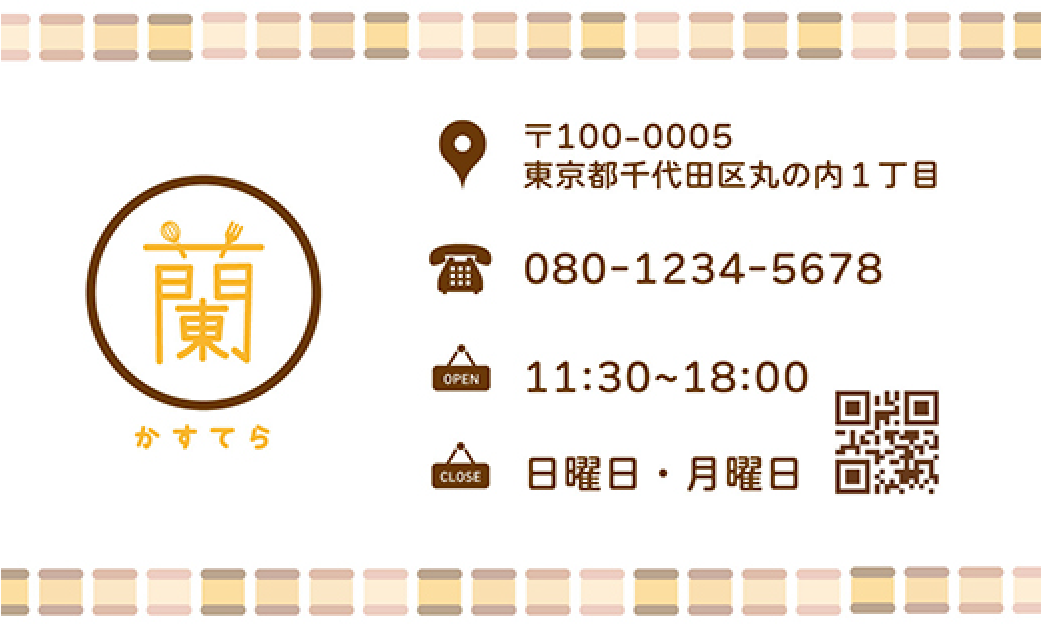 蘭
かすてら
〒100-0005
東京都千代田区丸の内1丁目
080-1234-5678
OPEN
11:30~18:00
CLOSE
日曜日・月曜日